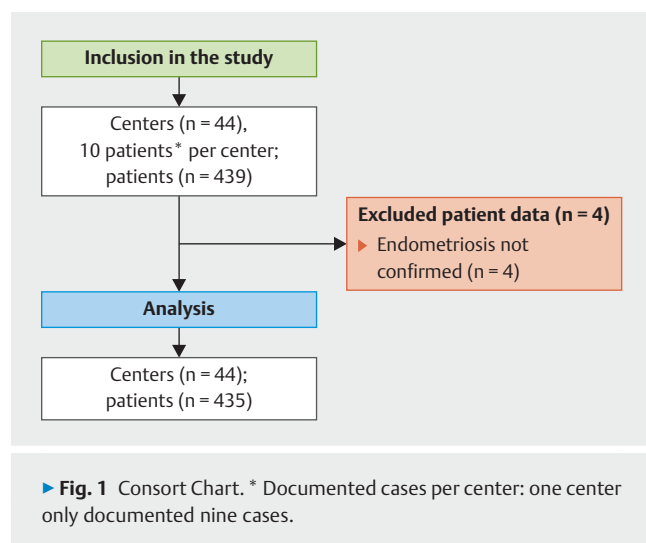 Inclusion in the study
Centers (n = 44),
10 patients* per center;
patients (n = 439)
Excluded patient data (n = 4)
▶ Endometriosis not
confirmed (n = 4)
Analysis
Centers (n = 44);
patients (n = 435)
▶ Fig. 1 Consort Chart. * Documented cases per center: one center
only documented nine cases.